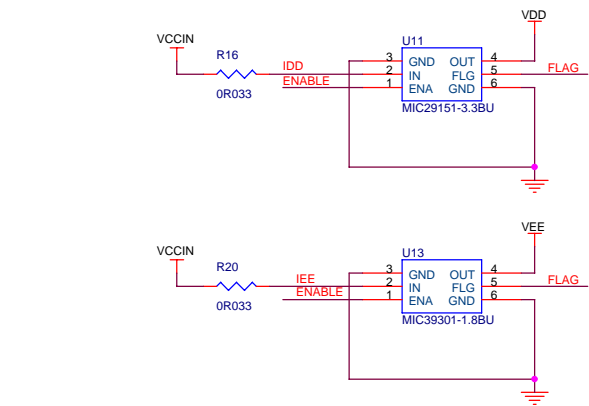 VDD
VCCIN
U11
R16
3 GND OUT 4
IDD 2 IN FLG 5 FLAG
ENABLE 1 ENA GND 6
0R033
MIC29151-3.3BU
VEE
VCCIN
U13
R20
3 GND OUT 4
IEE 2 IN FLG 5 FLAG
ENABLE 1 ENA GND 6
0R033
MIC39301-1.8BU